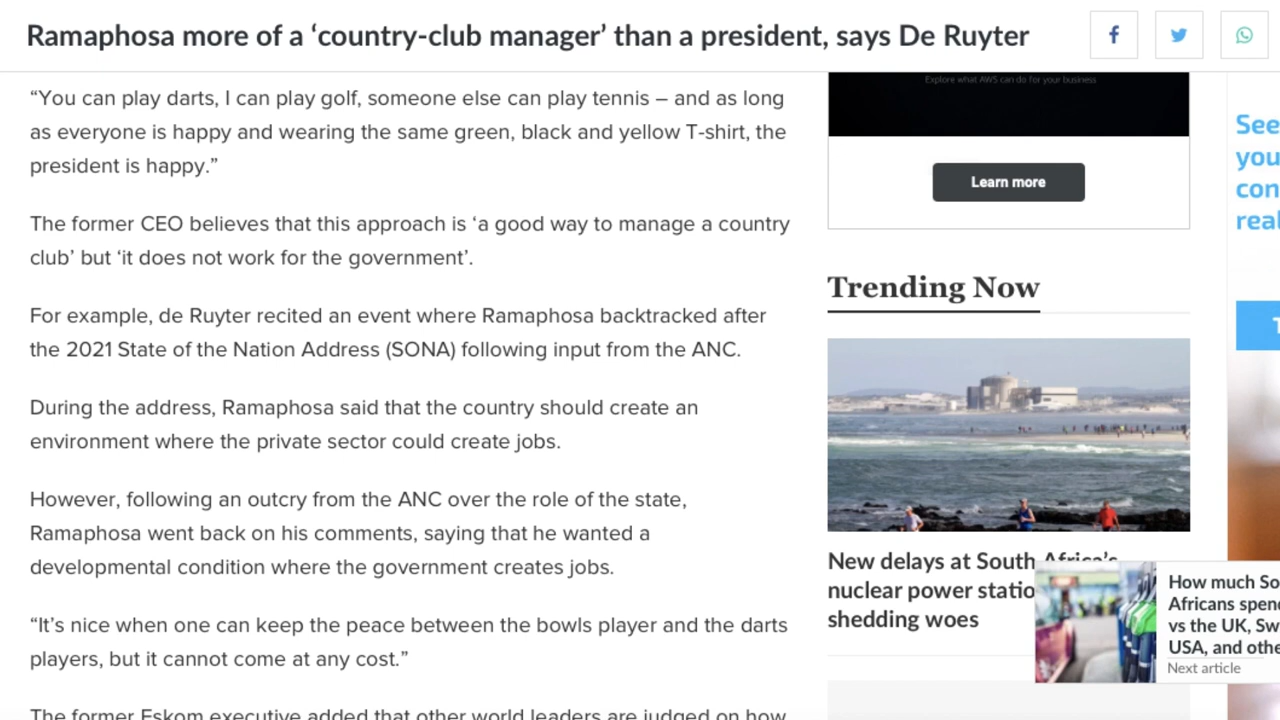 Ramaphosa more of a ‘country-club manager’ than a president, says De Ruyter
“You can play darts, I can play golf, someone else can play tennis – and as long
as everyone is happy and wearing the same green, black and yellow T-shirt, the
president is happy.”
The former CEO believes that this approach is ‘a good way to manage a country
club’ but ‘it does not work for the government’.
For example, de Ruyter recited an event where Ramaphosa backtracked after
the 2021 State of the Nation Address (SONA) following input from the ANC.
During the address, Ramaphosa said that the country should create an
environment where the private sector could create jobs.
However, following an outcry from the ANC over the role of the state,
Ramaphosa went back on his comments, saying that he wanted a
developmental condition where the government creates jobs.
“It’s nice when one can keep the peace between the bowls player and the darts
players, but it cannot come at any cost.”
The former Eskom executive added that other world leaders are judged on how
Explore what AWS can do for your business
Learn more
Trending Now
New delays at South Africa’s
nuclear power statio
shedding woes
How much So
Africans spen
vs the UK, Sw
USA, and othe
Next article
See
you
con
real